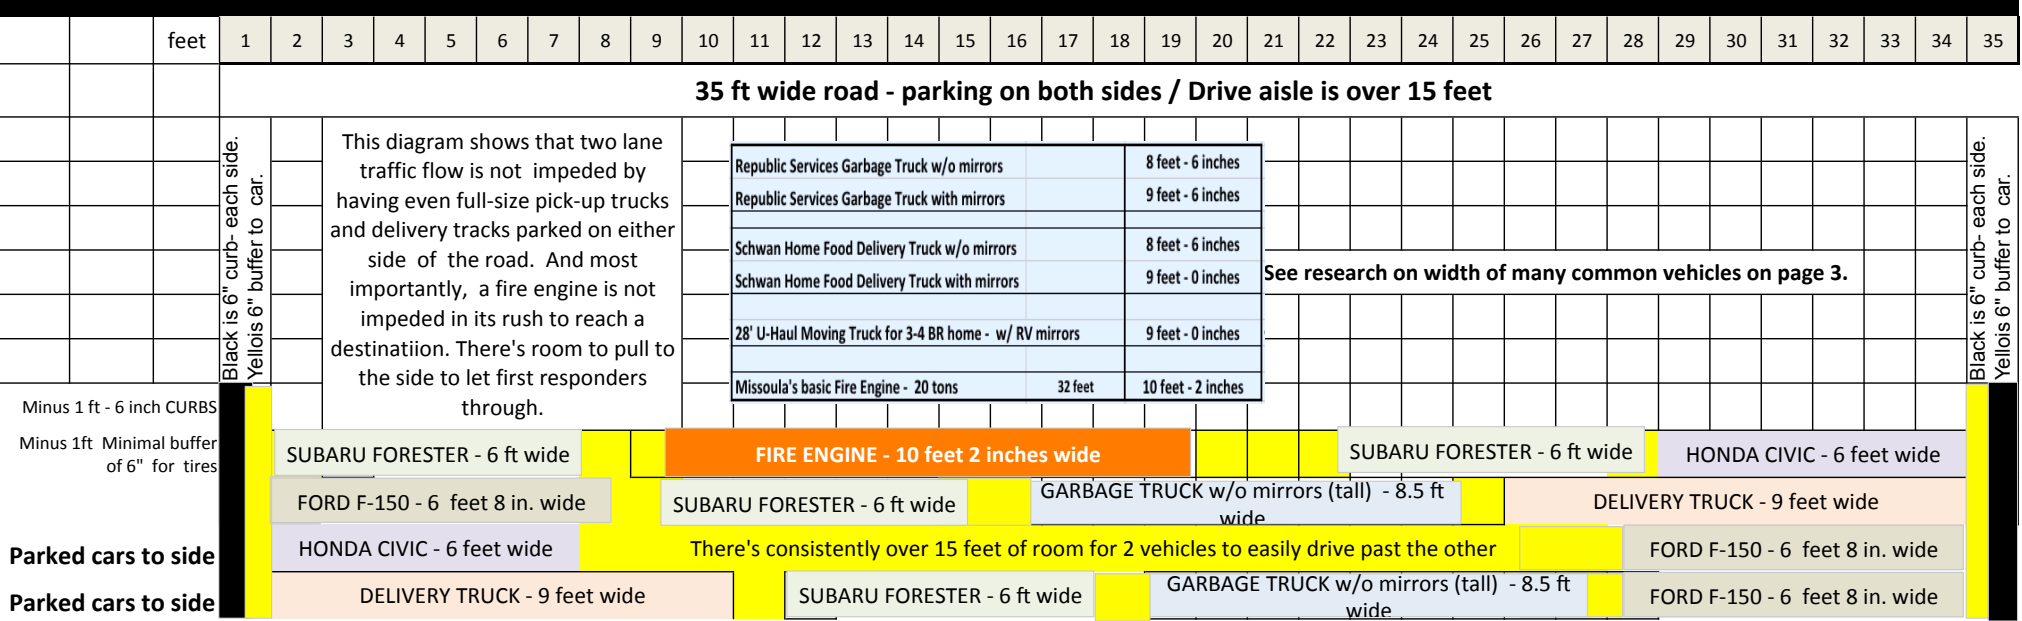 feet 1 2 3 4 5 6 7 8 9 10 11 12 13 14 15 16 17 18 19 20 21 22 23 24 25 26 27 28 29 30 31 32 33 34 35
35 ft wide road - parking on both sides / Drive aisle is over 15 feet
Black is 6" curb- each side.
Yellois 6" buffer to car.
This diagram shows that two lane
traffic flow is not impeded by
having even full-size pick-up trucks
and delivery tracks parked on either
side of the road. And most
importantly, a fire engine is not
impeded in its rush to reach a
destinatiion. There's room to pull to
the side to let first responders
through.
Republic Services Garbage Truck w/o mirrors 8 feet - 6 inches
Republic Services Garbage Truck with mirrors 9 feet - 6 inches
Schwan Home Food Delivery Truck w/o mirrors 8 feet - 6 inches
Schwan Home Food Delivery Truck with mirrors 9 feet - 0 inches
28' U-Haul Moving Truck for 3-4 BR home - w/ RV mirrors 9 feet - 0 inches
Missoula's basic Fire Engine - 20 tons 32 feet 10 feet - 2 inches
See research on width of many common vehicles on page 3.
Black is 6" curb- each side.
Yellois 6" buffer to car.
Minus 1 ft - 6 inch CURBS
Minus 1ft Minimal buffer
of 6" for tires
SUBARU FORESTER - 6 ft wide
FIRE ENGINE - 10 feet 2 inches wide
SUBARU FORESTER - 6 ft wide
HONDA CIVIC - 6 feet wide
FORD F-150 - 6 feet 8 in. wide
SUBARU FORESTER - 6 ft wide
GARBAGE TRUCK w/o mirrors (tall) - 8.5 ft
wide
DELIVERY TRUCK - 9 feet wide
Parked cars to side
HONDA CIVIC - 6 feet wide
There's consistently over 15 feet of room for 2 vehicles to easily drive past the other
FORD F-150 - 6 feet 8 in. wide
Parked cars to side
DELIVERY TRUCK - 9 feet wide
SUBARU FORESTER - 6 ft wide
GARBAGE TRUCK w/o mirrors (tall) - 8.5 ft
wide
FORD F-150 - 6 feet 8 in. wide